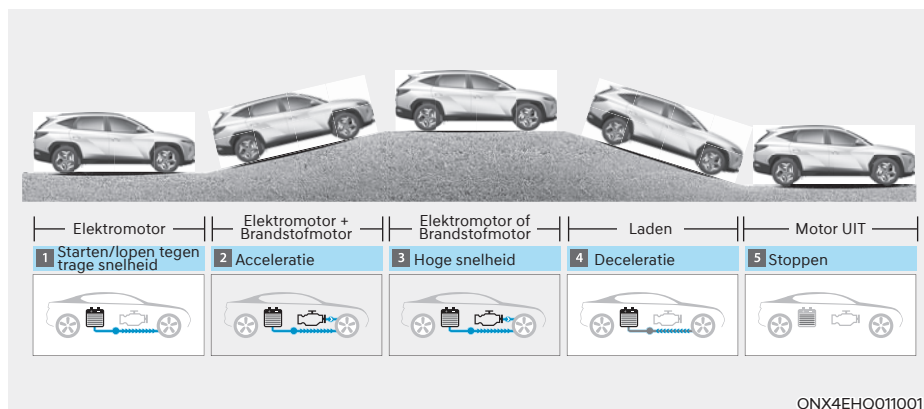 Elektromotor
Elektromotor +
Brandstofmotor
Elektromotor of
Brandstofmotor
Laden
Motor UIT
1 Starten/lopen tegen
trage snelheid
2 Acceleratie
3 Hoge snelheid
4 Deceleratie
5 Stoppen
ONX4EHQ011001